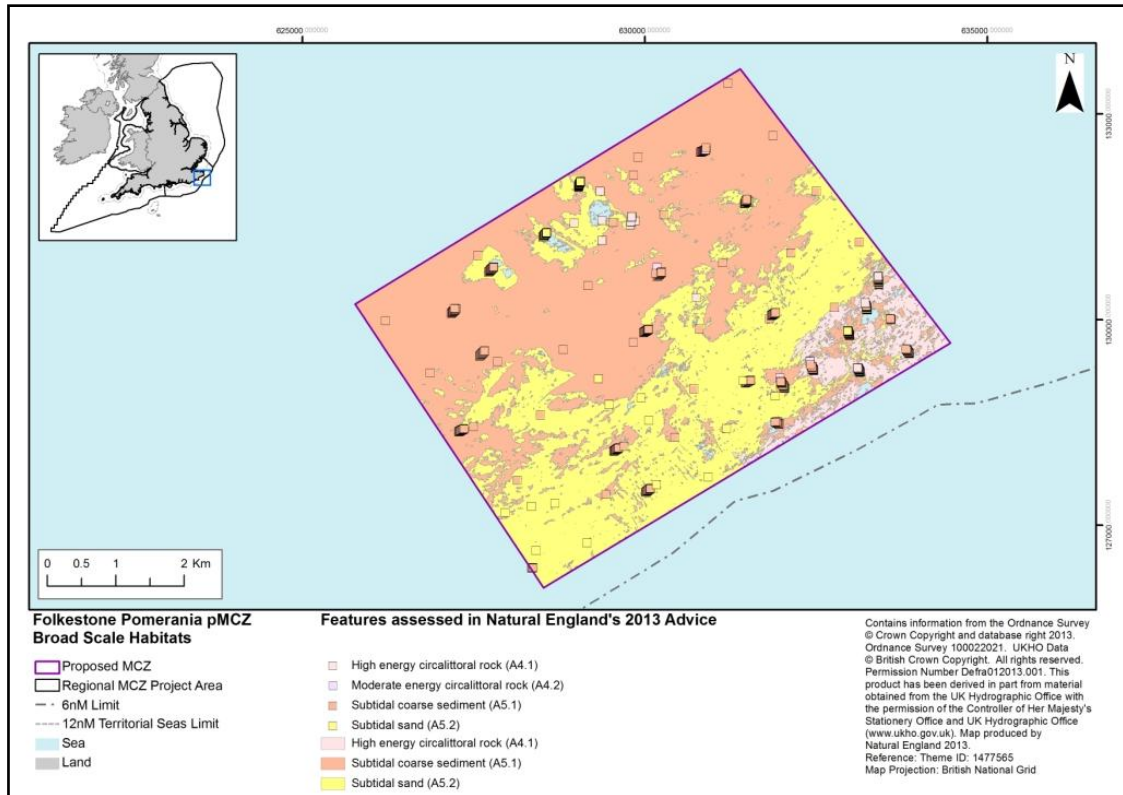 625000.000000
630000.000000
635000.000000
N
133000.000000
130000.000000
127000.000000
0 0.5 1 2 Km
Folkestone Pomerania pMCZ
Broad Scale Habitats
Proposed MCZ
Regional MCZ Project Area
6nM Limit
12nM Territorial Seas Limit
Sea
Land
Features assessed in Natural England's 2013 Advice
High energy circalittoral rock (A4.1)
Moderate energy circalittoral rock (A4.2)
Subtidal coarse sediment (A5.1)
Subtidal sand (A5.2)
High energy circalittoral rock (A4.1)
Subtidal coarse sediment (A5.1)
Subtidal sand (A5.2)
Contains information from the Ordnance Survey
© Crown Copyright and database right 2013.
Ordnance Survey 100022021. UKHO Data
© British Crown Copyright. All rights reserved.
Permission Number Defra012013.001. This
product has been derived in part from material
obtained from the UK Hydrographic Office with
the permission of the Controller of Her Majesty's
Stationery Office and UK Hydrographic Office
(www.ukho.gov.uk). Map produced by
Natural England 2013.
Reference: Theme ID: 1477565
Map Projection: British National Grid